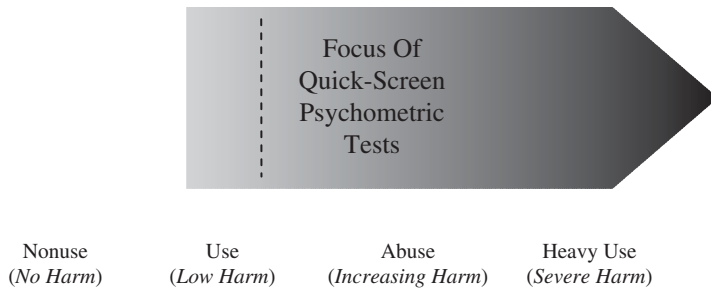 Focus Of
Quick-Screen
Psychometric
Tests
Nonuse
(No Harm)
Use
(Low Harm)
Abuse
(Increasing Harm)
Heavy Use
(Severe Harm)